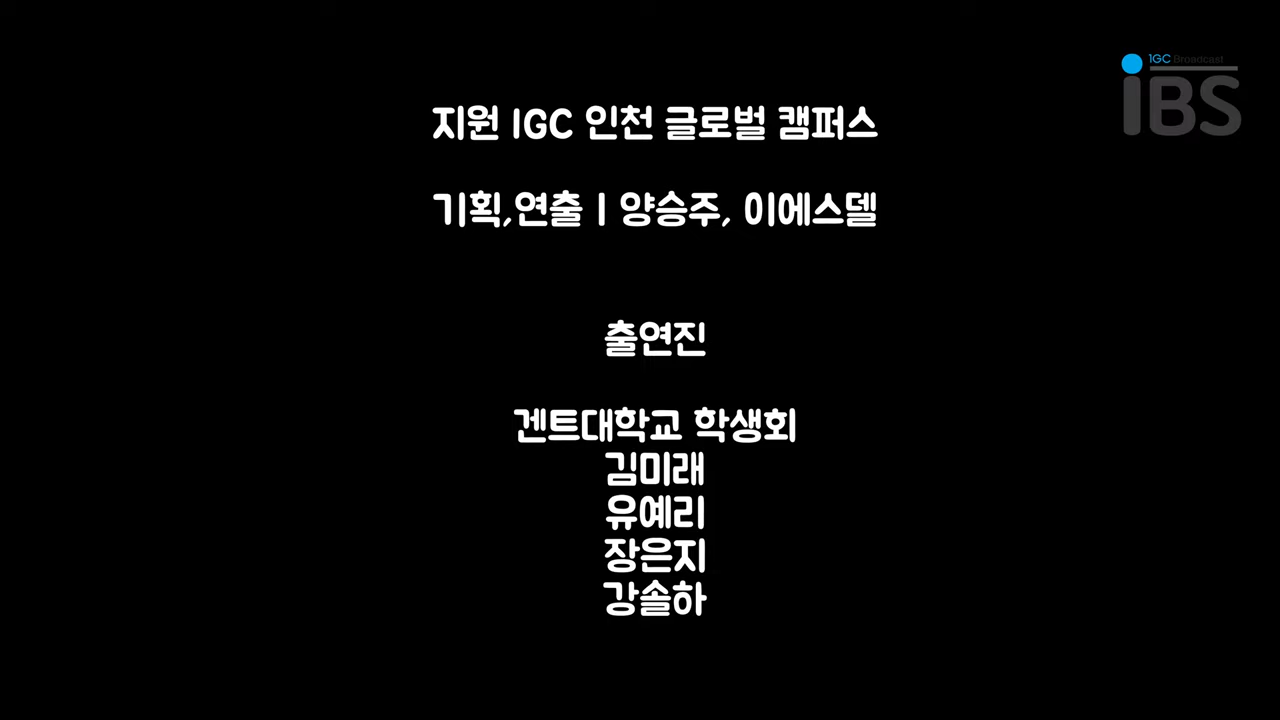 IGC Broadcast
iBS
지원 IGC 인천 글로벌 캠퍼스
기획,연출 | 양승주, 이에스델
출연진
겐트대학교 학생회
김미래
유예리
장은지
강솔하